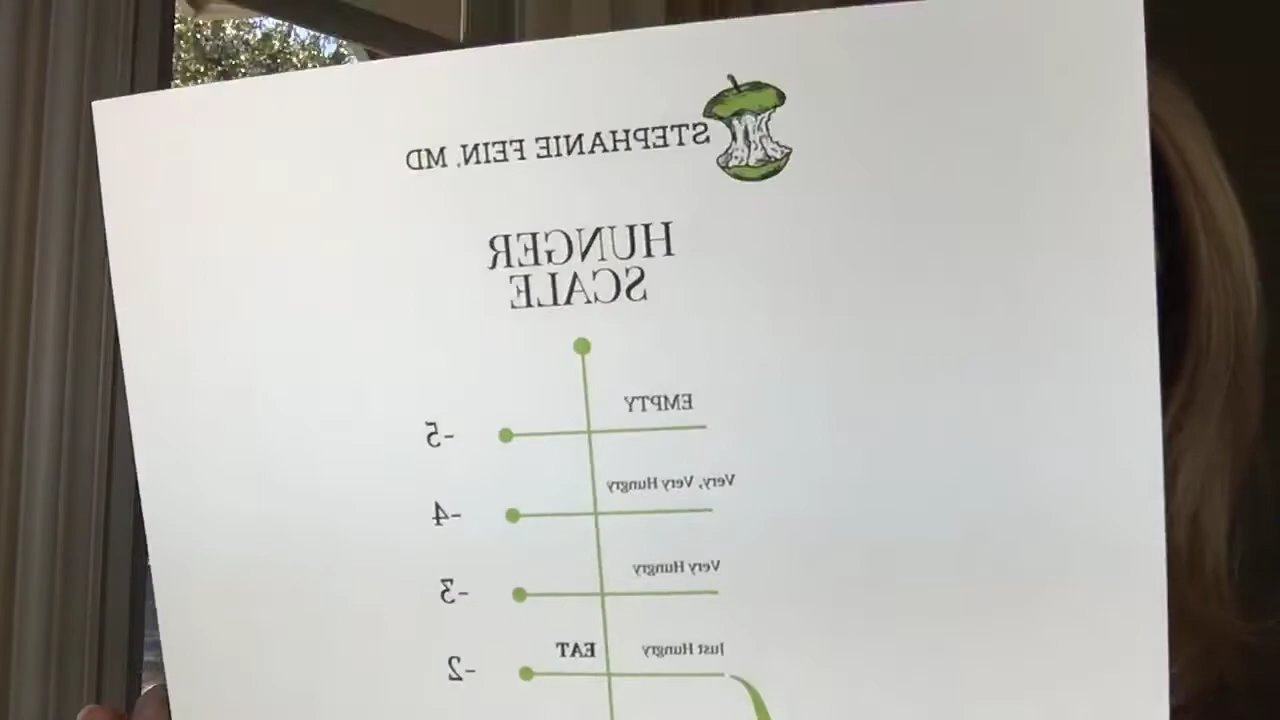 STEPHANIE FEIN, MD
HUNGER
SCALE
EMPTY
-5
Very, Very Hungry
-4
Very Hungry
-3
Just Hungry
EAT
-2